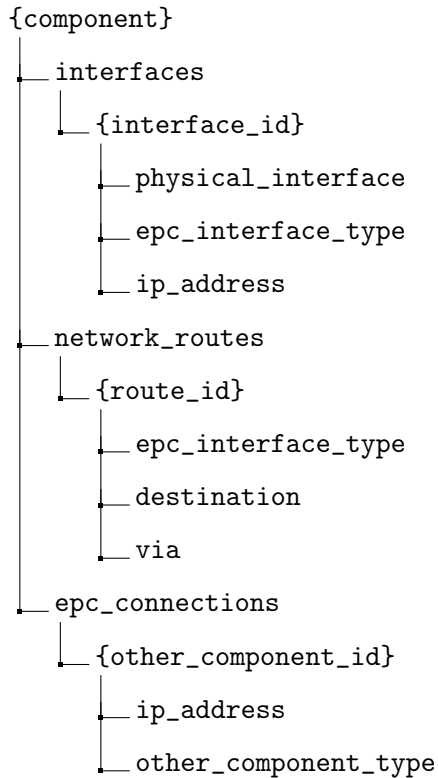 {component}
interfaces
{interface_id}
physical_interface
epc_interface_type
ip_address
network_routes
{route_id}
epc_interface_type
destination
via
epc_connections
{other_component_id}
ip_address
other_component_type